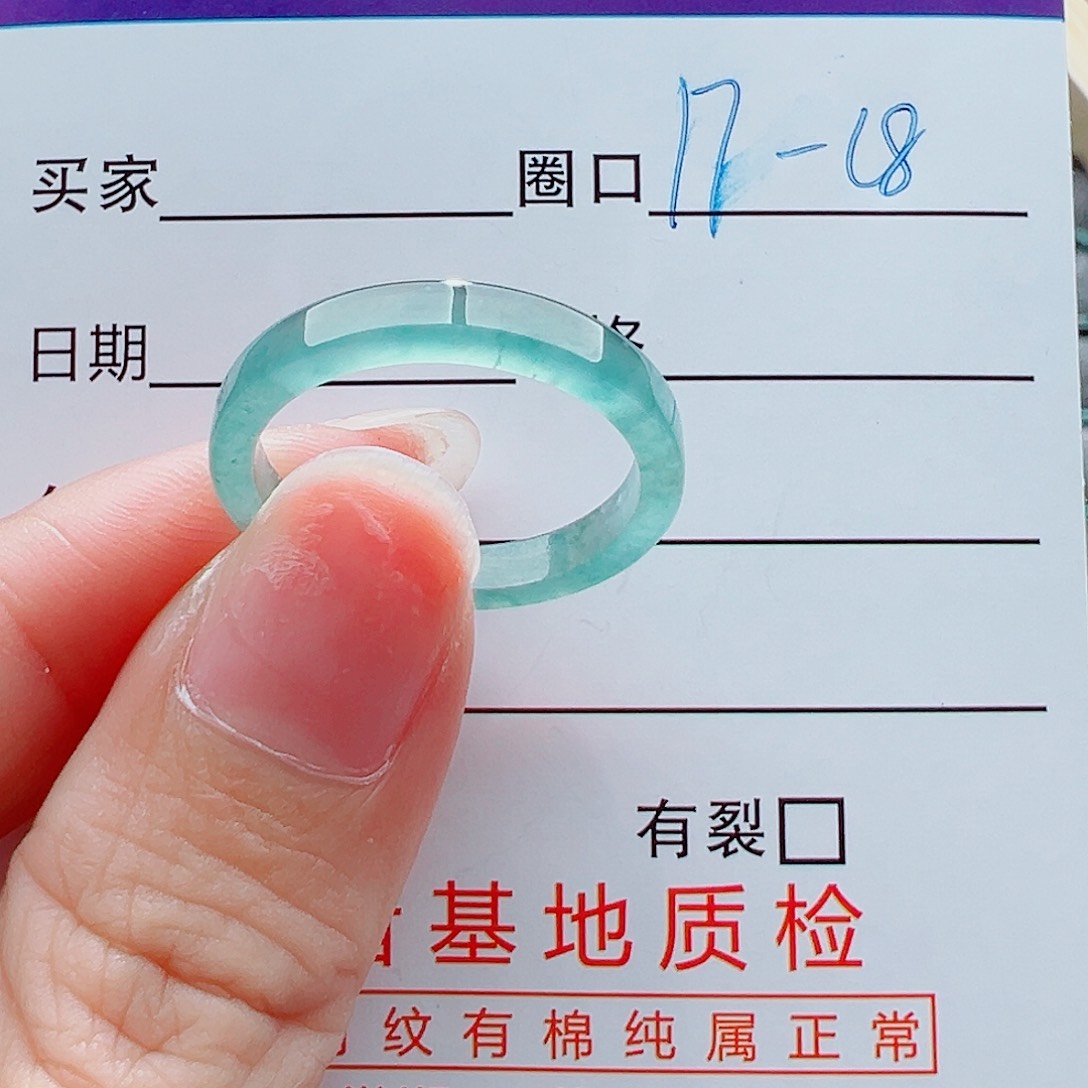 买家 圈口 17-18
日期 格
有裂
基地质检
纹有棉纯属正常